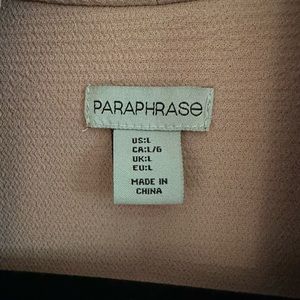 PARAPHRASE
US:L
CA:L/G
UK:L
EU:L
MADE IN
CHINA